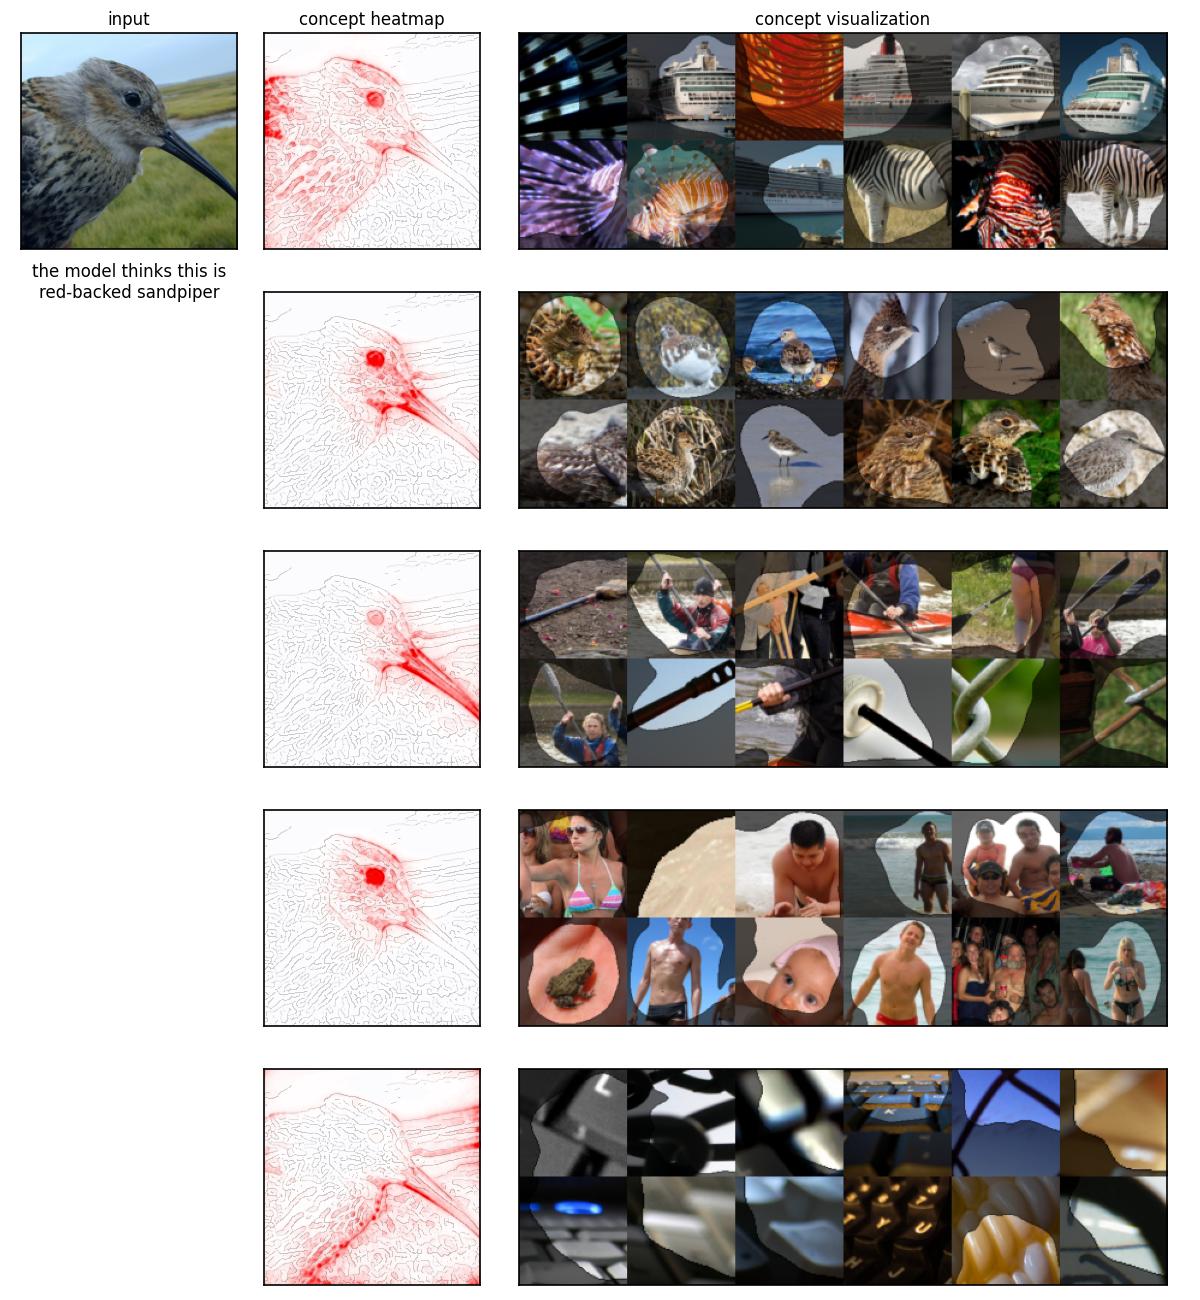 input
concept heatmap
concept visualization
the model thinks this is
red-backed sandpiper
L
K
Y
U
H
J